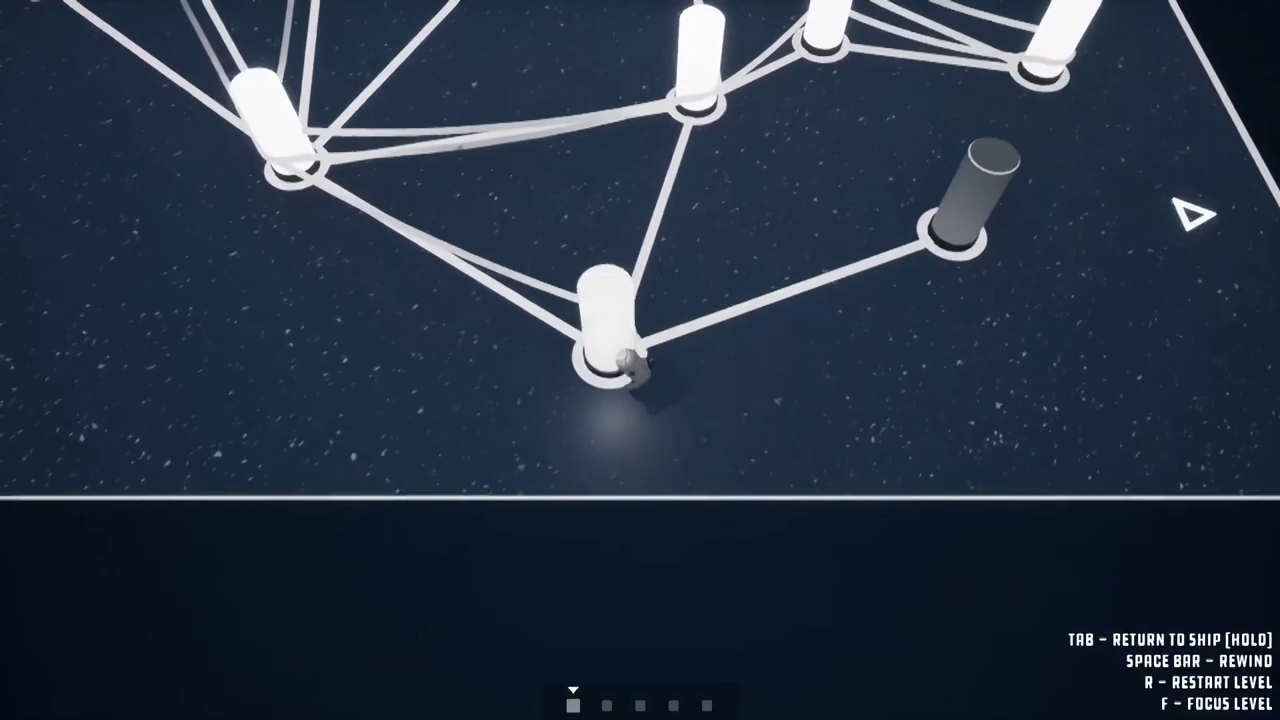 TAB - RETURN TO SHIP [HOLD]
SPACE BAR - REWIND
R - RESTART LEVEL
F - FOCUS LEVEL